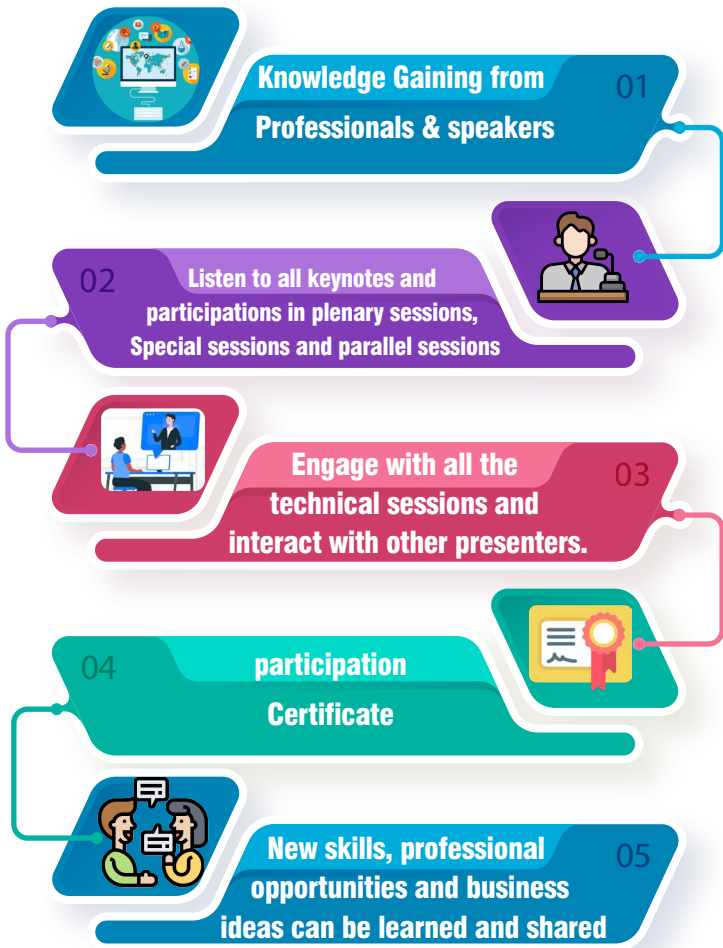 Knowledge Gaining from
01
Professionals & speakers
02
Listen to all keynotes and
participations in plenary sessions,
Special sessions and parallel sessions
Engage with all the
03
technical sessions and
interact with other presenters.
04
participation
Certificate
New skills, professional
05
opportunities and business
ideas can be learned and shared